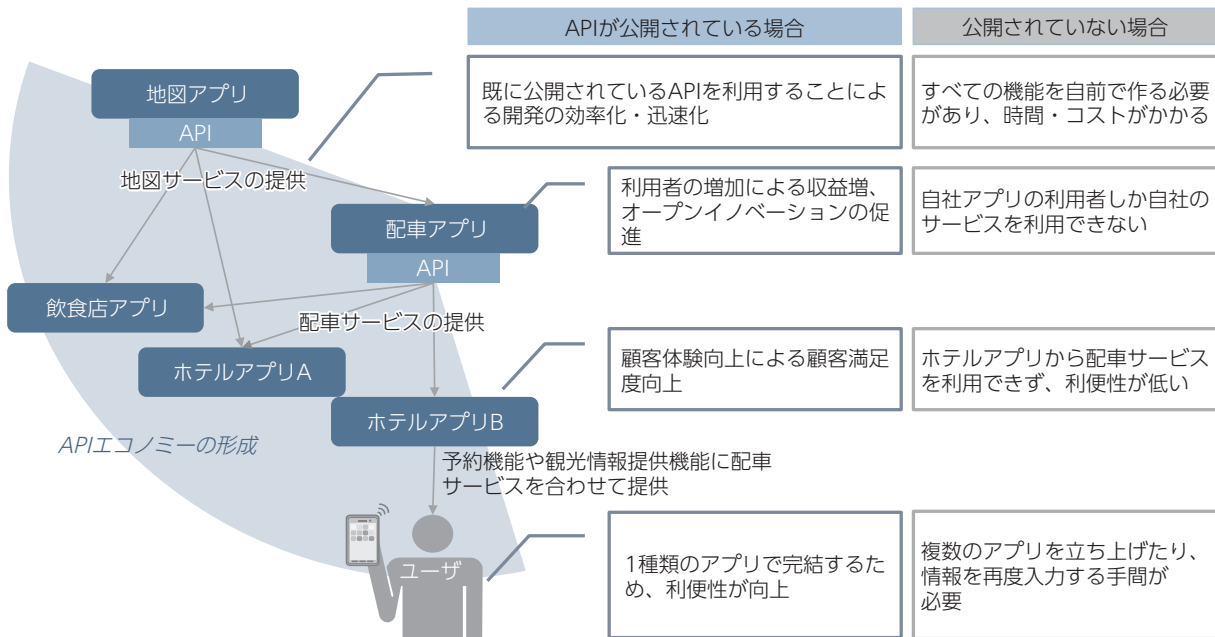 APIが公開されている場合
公開されていない場合
地図アプリ
API
地図サービスの提供
既に公開されているAPIを利用することによ
る開発の効率化・迅速化
すべての機能を自前で作る必要
があり、時間・コストがかかる
配車アプリ
API
利用者の増加による収益増、
オープンイノベーションの促
進
自社アプリの利用者しか自社の
サービスを利用できない
飲食店アプリ
配車サービスの提供
ホテルアプリA
ホテルアプリB
顧客体験向上による顧客満足
度向上
ホテルアプリから配車サービス
を利用できず、利便性が低い
APIエコノミーの形成
予約機能や観光情報提供機能に配車
サービスを合わせて提供
ユーザ
1種類のアプリで完結するた
め、利便性が向上
複数のアプリを立ち上げたり、
情報を再度入力する手間が
必要